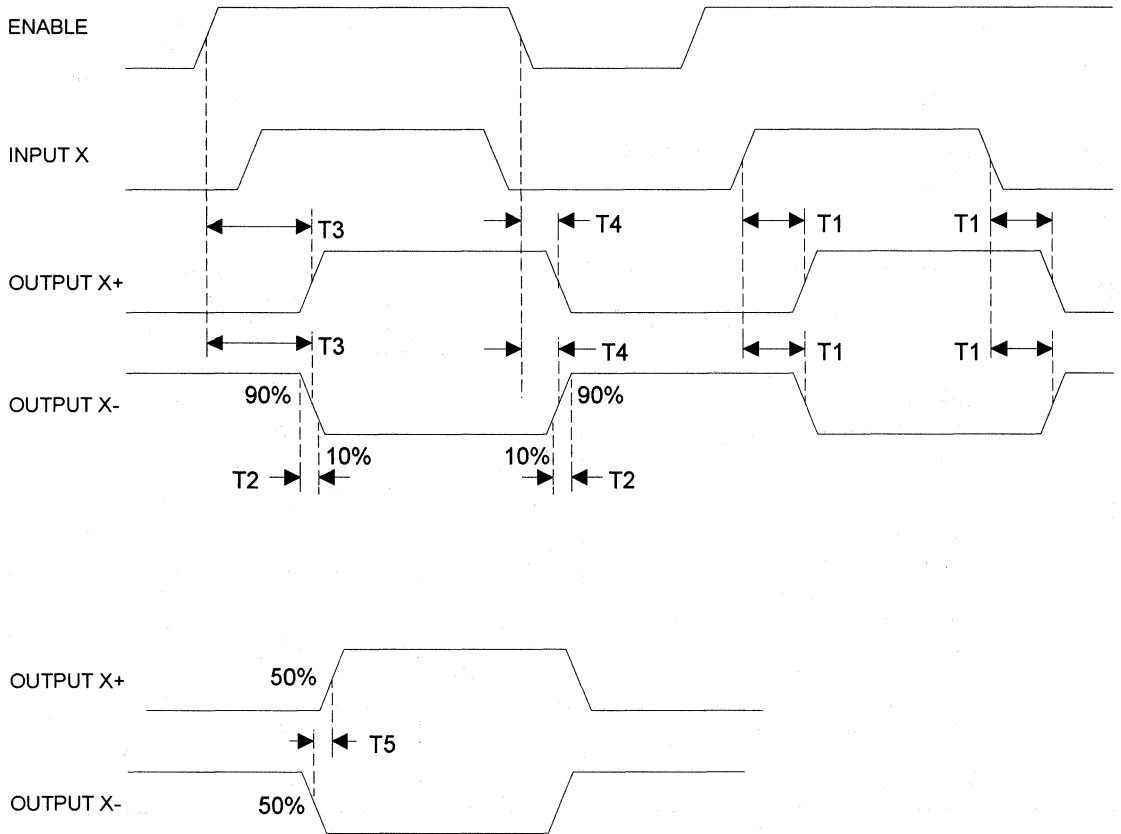 ENABLE
INPUT X
T3
T4
T1
T1
OUTPUT X+
T3
T4
T1
T1
90%
90%
OUTPUT X-
10%
10%
T2
T2
OUTPUT X+
50%
T5
OUTPUT X-
50%